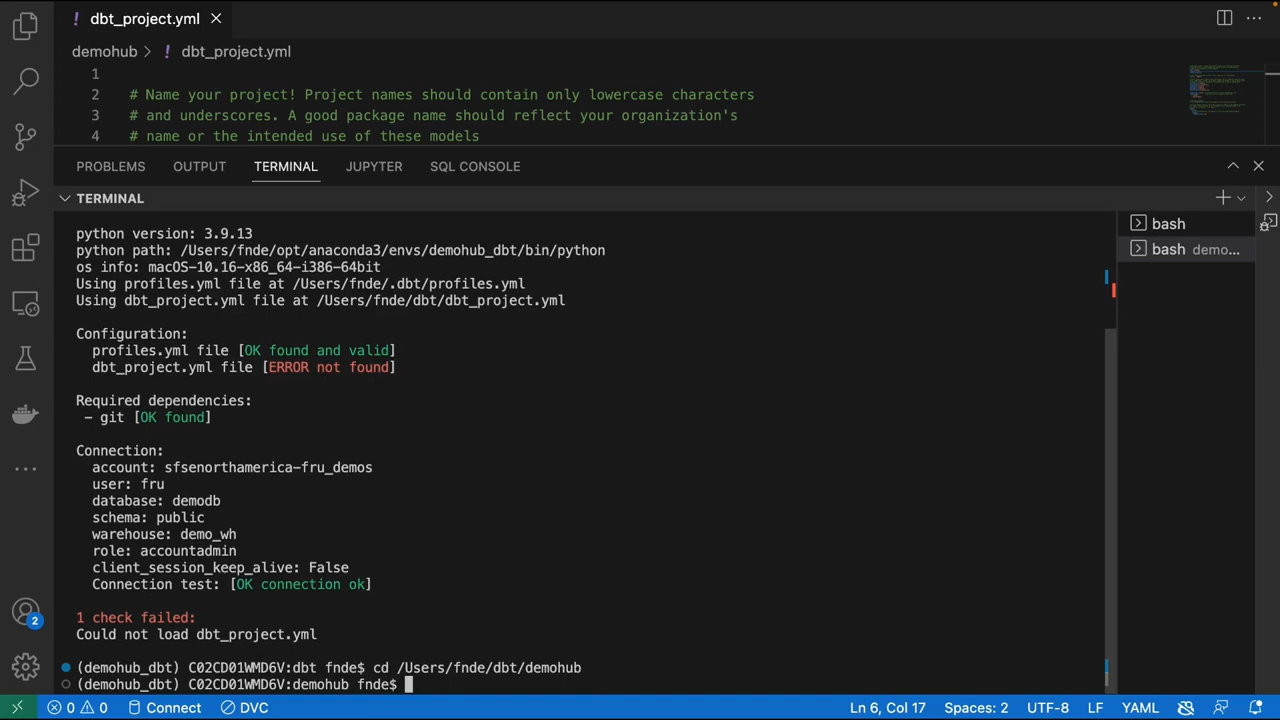 dbt_project.yml
demohub > dbt_project.yml
1
2 # Name your project! Project names should contain only lowercase characters
3 # and underscores. A good package name should reflect your organization's
4 # name or the intended use of these models
PROBLEMS OUTPUT TERMINAL JUPYTER SQL CONSOLE
TERMINAL
bash
bash demo...
python version: 3.9.13
python path: /Users/fnde/opt/anaconda3/envs/demohub_dbt/bin/python
os info: macOS-10.16-x86_64-i386-64bit
Using profiles.yml file at /Users/fnde/.dbt/profiles.yml
Using dbt_project.yml file at /Users/fnde/dbt/dbt_project.yml
Configuration:
profiles.yml file [OK found and valid]
dbt_project.yml file [ERROR not found]
Required dependencies:
- git [OK found]
Connection:
account: sfsenorthamerica-fru_demos
user: fru
database: demodb
schema: public
warehouse: demo_wh
role: accountadmin
client_session_keep_alive: False
Connection test: [OK connection ok]
1 check failed:
Could not load dbt_project.yml
(demohub_dbt) C02CD01WMD6V:dbt fnde$ cd /Users/fnde/dbt/demohub
(demohub_dbt) C02CD01WMD6V:demohub fnde$
2
0 0 Connect DVC Ln 6, Col 17 Spaces: 2 UTF-8 LF YAML